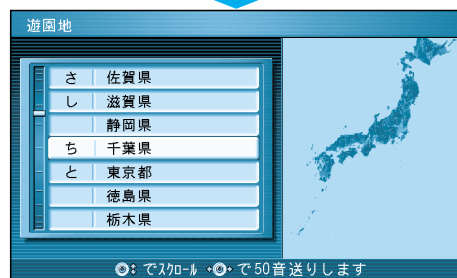 遊園地
さ 佐賀県
し 滋賀県
静岡県
ち 千葉県
と 東京都
徳島県
栃木県
でスクロール で50音送りします